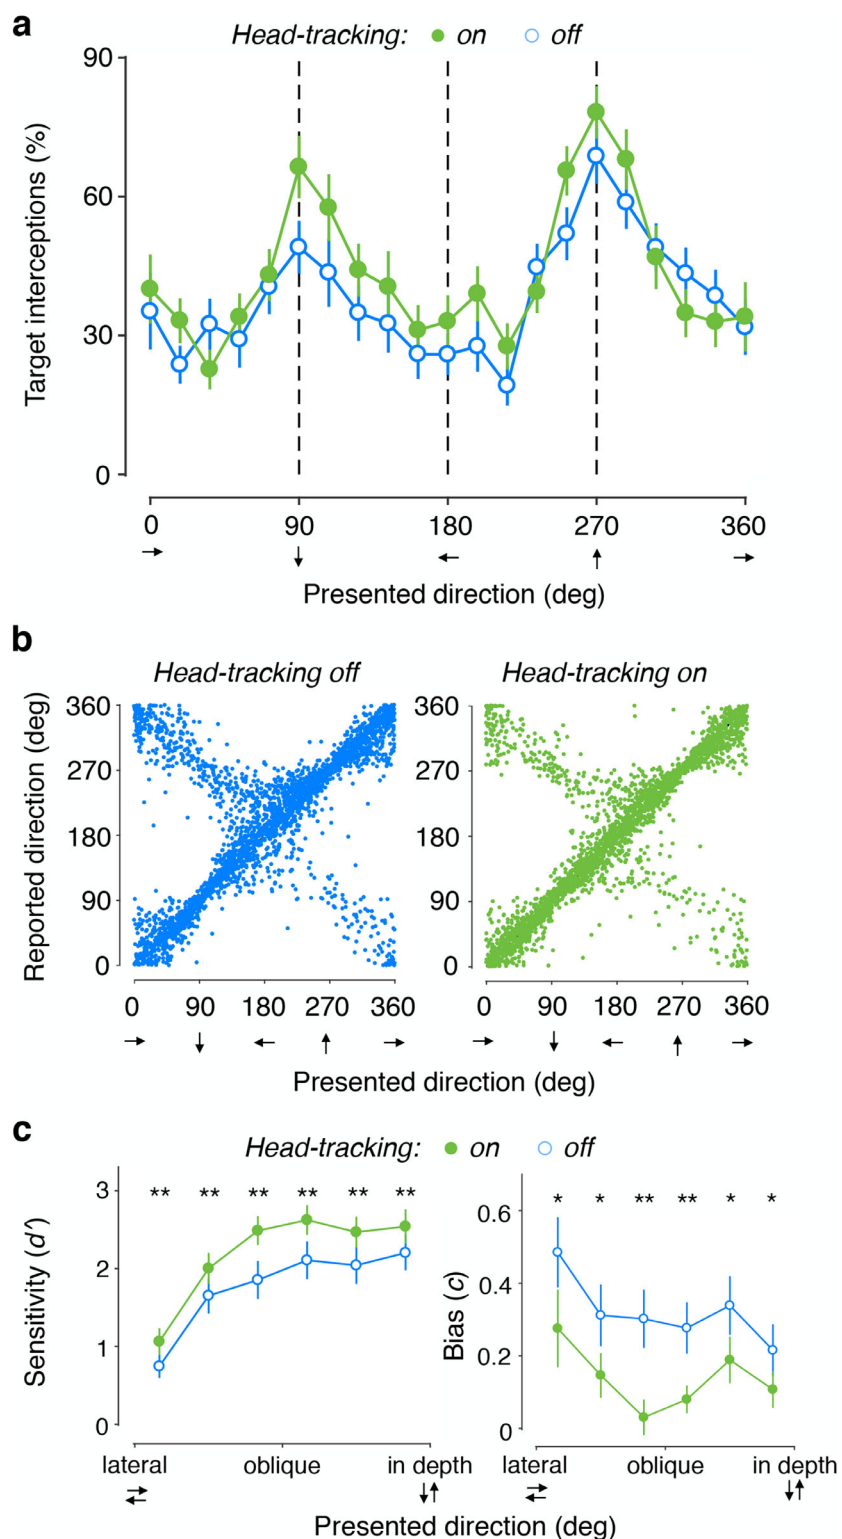 a
Head-tracking: on off
Target interceptions (%)
90
60
30
0
0 90 180 270 360
→ ↓ ← ↑ →
Presented direction (deg)
b
Head-tracking off Head-tracking on
Reported direction (deg)
360 360
270 270
180 180
90 90
0 0
0 90 180 270 360 0 90 180 270 360
→ ↓ ← ↑ → → ↓ ← ↑ →
Presented direction (deg)
c
Head-tracking: on off
Sensitivity (d′)
3
2
1
0
** ** ** ** ** **
Bias (c)
0.6
0.4
0.2
0
* * ** ** * *
lateral oblique in depth lateral oblique in depth
Presented direction (deg)